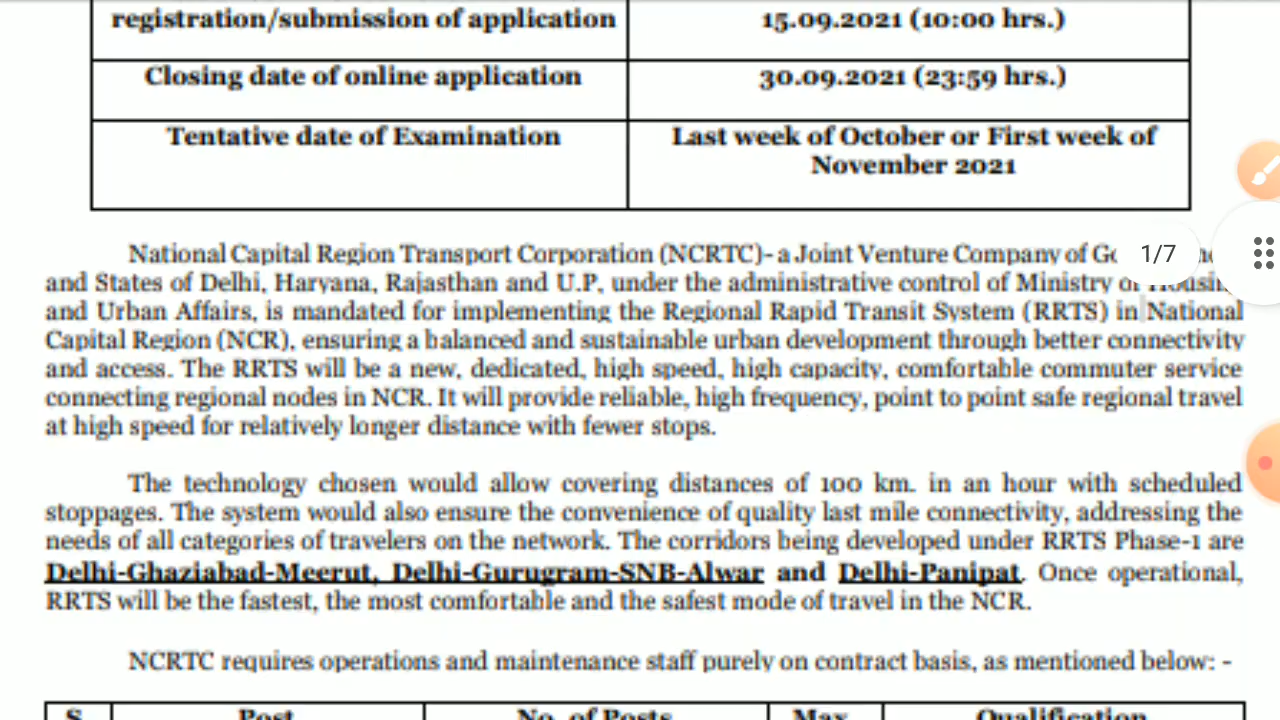 registration/submission of application 15.09.2021 (10:00 hrs.)
Closing date of online application 30.09.2021 (23:59 hrs.)
Tentative date of Examination Last week of October or First week of
November 2021
National Capital Region Transport Corporation (NCRTC)- a Joint Venture Company of
1/7
and States of Delhi, Haryana, Rajasthan and U.P, under the administrative control of Ministry of Housing
and Urban Affairs, is mandated for implementing the Regional Rapid Transit System (RRTS) in National
Capital Region (NCR), ensuring a balanced and sustainable urban development through better connectivity
and access. The RRTS will be a new, dedicated, high speed, high capacity, comfortable commuter service
connecting regional nodes in NCR. It will provide reliable, high frequency, point to point safe regional travel
at high speed for relatively longer distance with fewer stops.
The technology chosen would allow covering distances of 100 km. in an hour with scheduled
stoppages. The system would also ensure the convenience of quality last mile connectivity, addressing the
needs of all categories of travelers on the network. The corridors being developed under RRTS Phase-1 are
Delhi-Ghaziabad-Meerut, Delhi-Gurugram-SNB-Alwar and Delhi-Panipat. Once operational,
RRTS will be the fastest, the most comfortable and the safest mode of travel in the NCR.
NCRTC requires operations and maintenance staff purely on contract basis, as mentioned below: -
S. Post No. of Posts Max Qualification